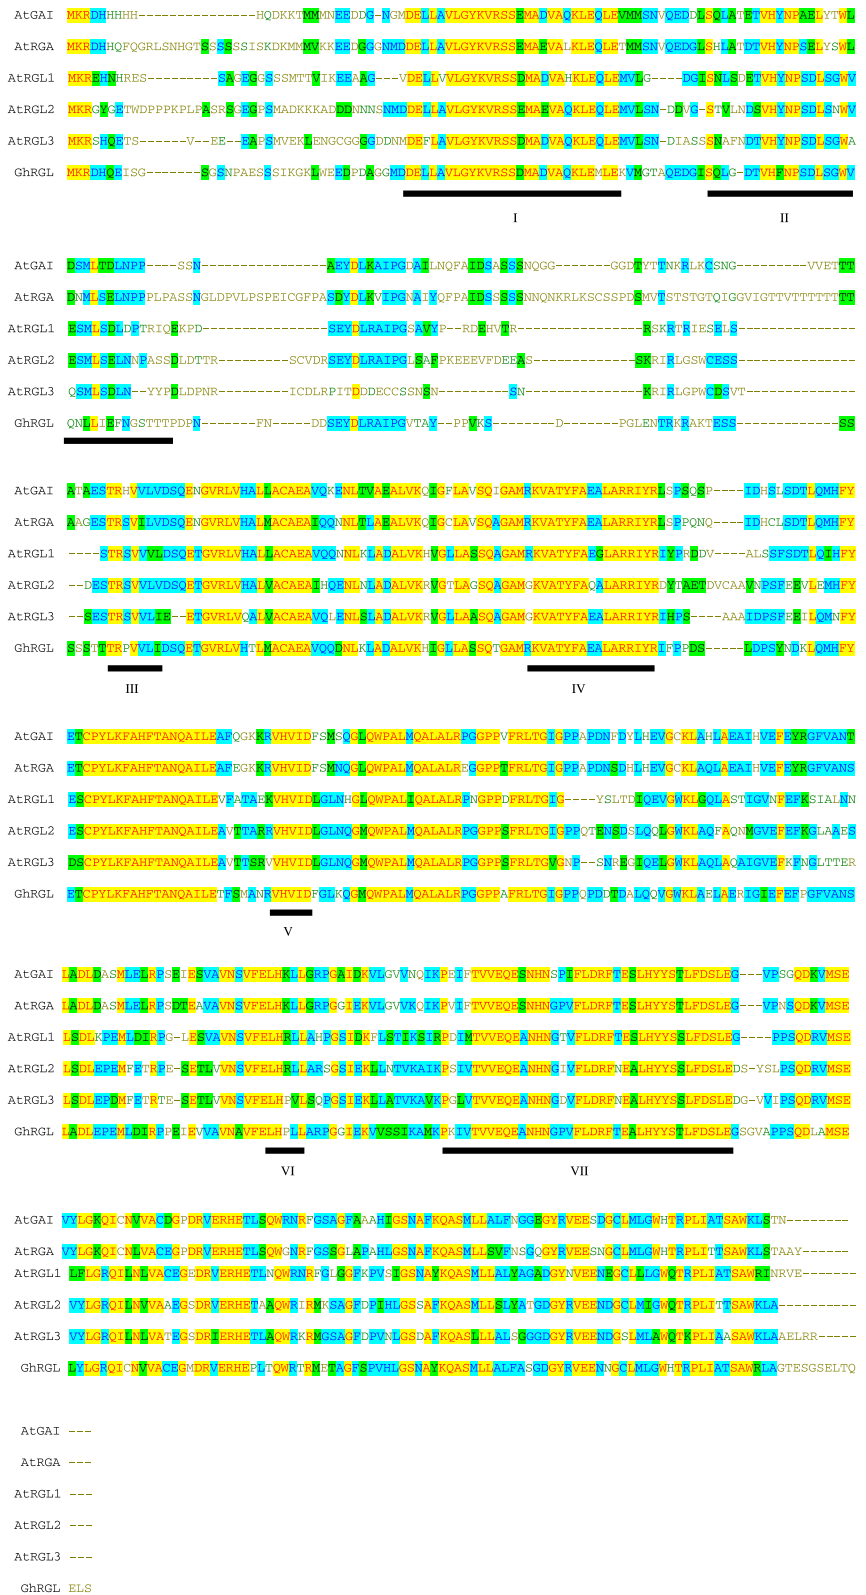 AtGAI MKRDHHHHHH---------------HQDKKTMMMNEEDDG-NGMDELLAVLGYKVRSSEMADVAQKLEQLEVMMSNVQEDDLSQLATETVHYNPAELYTWL
AtRGA MKRDHHQFQGRLSNHGTSSSSSSISKDKMMMVKKEEDGGGNMDDELLAVLGYKVRSSEMAEVALKLEQLETMMSNVQEDGLSHLATDTVHYNPSELYSWL
AtRGL1 MKREHNHRES---------SAGEGGSSSMTTVIKEEAAG---VDELLVVLGYKVRSSDMADVAHKLEQLEMVLG----DGISNLSDETVHYNPSDLSGWV
AtRGL2 MKRGYGETWDPPPKPLPASRSGEGPSMADKKKADDDNNNSNMDDELLAVLGYKVRSSEMAEVAQKLEQLEMVLSN-DDVG-STVLNDSVHYNPSDLSNWV
AtRGL3 MKRSHQETS------V--EE--EAPSMVEKLENGCGGGGDDNMDEFLAVLGYKVRSSDMADVAQKLEQLEMVLSN-DIASSSNAFNDTVHYNPSDLSGWA
GhRGL MKRDHQEISG-------SGSNPAESSSIKGKLWEEDPDAGGMDDELLAVLGYKVRSSDMADVAQKLEMLEKVMGTAQEDGISQLG-DTVHFNPSDLSGWV
I II
AtGAI DSMLTDLNPP----SSN----------------AEYDLKAIPGDAILNQFAIDSASSSNQGG-------GGDTYTTNKRLKCSNG---------VVETTT
AtRGA DNMLSELNPPPLPASSNGLDPVLPSPEICGFPASDYDLKVIPGNAIYQFPAIDSSSSSNNQNKRLKSCSSPDSMVTSTSTGTQIGGVIGTTVTTTTTTTT
AtRGL1 ESMLSDLDPTRIQEKPD----------------SEYDLRAIPGSAVYP--RDEHVTR----------------RSKRTRIESELS---------------
AtRGL2 ESMLSELNNPASSDLDTTR---------SCVDRSEYDLRAIPGLSAFPKEEEVFDEEAS-------------SKRIRLGSWCESS---------------
AtRGL3 QSMLSDLN--YYPDLDPNR---------ICDLRPITDDDECCSSNSN---------SN--------------KRIRLGPWCDSVT--------------
GhRGL QNLLIEFNGSTTTPDPN-------FN----DDSEYDLRAIPGVTAY-PPVKS--------D-------PGLENTRKRAKTESS-------------SS
AtGAI ATAESTRHVVLVDSQENGVRLVHALLACAEAVQKENLTVAEALVKQIGFLAVSQIGAMRKVATYFAEALARRIYRLSPSQSP----IDHSLSDTLQMHFY
AtRGA AAGESTRSVILVDSQENGVRLVHALMACAEAIQQNNLTLAEALVKQIGCLAVSQAGAMRKVATYFAEALARRIYRLSPPQNQ----IDHCLSDTLQMHFY
AtRGL1 ----STRSVVVLDSQETGVRLVHALLACAEAVQQNNLKLADALVKHVGLLASSQAGAMRKVATYFAEGLARRIYRIYPRDDV----ALSSFSDTLQIHFY
AtRGL2 --DESTRSVVLVDSQETGVRLVHALVACAEAIHQENLNLADALVKRVGTLAGSQAGAMGKVATYFAQALARRIYRDYTAETDVCAAVNPSFEEVLEMHFY
AtRGL3 --SESTRSVVLIE--ETGVRLVQALVACAEAVQLENLSLADALVKRVGLLAASQAGAMGKVATYFAEALARRIYRIHPS----AAAIDPSFEEILQMNFY
GhRGL SSSTTTRPVVLIDSQETGVRLVHTLMACAEAVQQDNLKLADALVKHIGLLASSQTGAMRKVATYFAEALARRIYRIFPPDS-----LDPSYNDKLQMHFY
III IV
AtGAI ETCPYLKFAHFTANQAILEAFQGKKRVHVIDFSMSQGLQWPALMQALALRPGGPPVFRLTGIGPPAPDNFDYLHEVGCKLAHLAEAIHVEFEYRGFVANT
AtRGA ETCPYLKFAHFTANQAILEAFEGKKRVHVIDFSMNQGLQWPALMQALALREGGPPTFRLTGIGPPAPDNSDHLHEVGCKLAQLAEAIHVEFEYRGFVANS
AtRGL1 ESCPYLKFAHFTANQAILEVFATAEKVHVIDLGLNHGLQWPALIQALALRPNGPPDFRLTGIG----YSLTDIQEVGWKLGQLASTIGVNFEFKSIALNN
AtRGL2 ESCPYLKFAHFTANQAILEAVTTARRVHVIDLGLNQGMQWPALMQALALRPGGPPSFRLTGIGPPQTENSDSLQQLGWKLAQFAQNMGVEFEFKGLAAES
AtRGL3 DSCPYLKFAHFTANQAILEAVTTSRVVHVIDLGLNQGMQWPALMQALALRPGGPPSFRLTGVGNP---SNREGIQELGWKLAQLAQAIGVEFKFNGLTTER
GhRGL ETCPYLKFAHFTANQAILETFSMANRVHVIDFGLKQGMQWPALMQALALRPGGPPAFRLTGIGPPQPDDTDALQQVGWKLAELAERIGIEFEFPGFVANS
V
AtGAI LADLDASMLELRPSEIESVAVNSVFELHKLLGRPGAIDKVLGVVNQIKPEIFTVVEQESNHNSPIFLDRFTESLHYYSTLFDSLEG---VPSGQDKVMSE
AtRGA LADLDASMLELRPSDTEAVAVNSVFELHKLLGRPGGIEKVLGVVKQIKPVIFTVVEQESNHNGPVFLDRFTESLHYYSTLFDSLEG---VPNSQDKVMSE
AtRGL1 LSDLKPEMLDIRPG-LESVAVNSVFELHRLLAHPGSIDKFLSTIKSIRPDIMTVVEQEANHNGTVFLDRFTESLHYYSSLFDSLEG----PPSQDRVMSE
AtRGL2 LSDLEPEMFETRPE-SETLVVNSVFELHRLLARSGSIEKLLNTVKAIKPSIVTVVEQEANHNGIVFLDRFNEALHYYSSLFDSLEDS-YSLPSQDRVMSE
AtRGL3 LSDLEPDMFETRTE-SETLVVNSVFELHPVLSQPGSIEKLLATVKAVKPGLVTVVEQEANHNGDVFLDRFNEALHYYSSLFDSLEDG-VVIPSQDRVMSE
GhRGL LADLEPEMLDIRPPEIEVVAVNAVFELHPLLARPGGIEKVVSSIKAMKPKIVTVVEQEANHNGPVFLDRFTEALHYYSTLFDSLEGSGVAPPSQDLAMSE
VI VII
AtGAI VYLGKQICNVVACDGPDRVERHETLSQWRNRFGSAGFAAAHIGSNAFKQASMLLALFNGGEGYRVEESDGCLMLGWHTRPLIATSAWKLSTN--------
AtRGA VYLGKQICNLVACEGPDRVERHETLSQWGNRFGSSGLAPAHLGSNAFKQASMLLSVFNSGQGYRVEESNGCLMLGWHTRPLITTSAWKLSTAAY------
AtRGL1 LFLGRQILNLVACEGEDRVERHETLNQWRNRFGLGGFKPVSIGSNAYKQASMLLALYAGADGYNVEENEGCLLLGWQTRPLIATSAWRINRVE-------
AtRGL2 VYLGRQILNVVAAEGSDRVERHETAAQWRIRMKSAGFDPIHLGSSAFKQASMLLSLYATGDGYRVEENDGCLMIGWQTRPLITTSAWKLA----------
AtRGL3 VYLGRQILNLVATEGSDRIERHETLAQWRKRMGSAGFDPVNLGSDAFKQASLLLALSGGGDGYRVEENDGSLMLAWQTKPLIAASAWKLAAELRR-----
GhRGL LYLGRQICNVVACEGMDRVERHEPLTQWRTRMETAGFSPVHLGSNAYKQASMLLALFASGDGYRVEENNGCLMLGWHTRPLIATSAWRLAGTESGSELTQ
AtGAI ---
AtRGA ---
AtRGL1 ---
AtRGL2 ---
AtRGL3 ---
GhRGL ELS